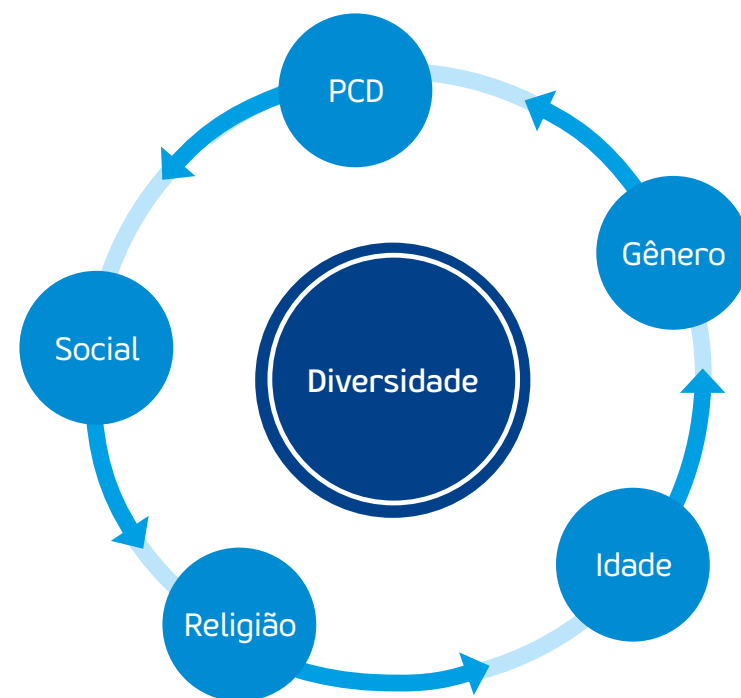 PCD
Gênero
Social
Diversidade
Idade
Religião